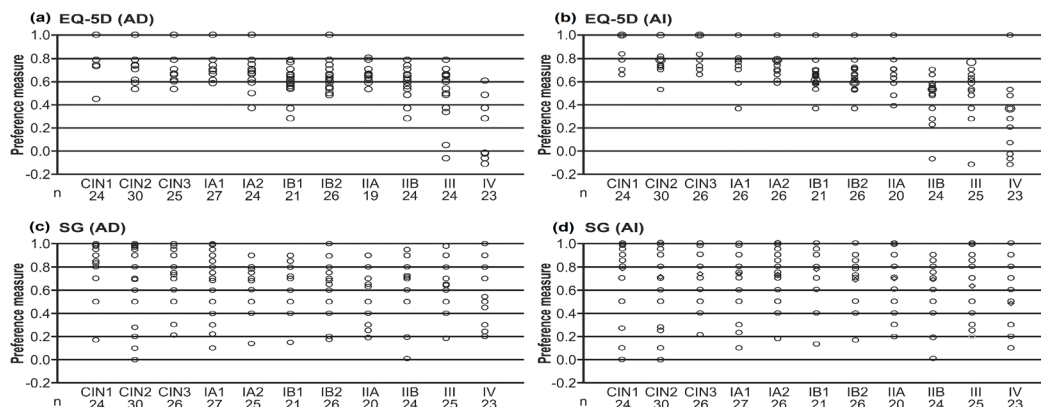 (a) EQ-5D (AD)
Preference measure
1.0
0.8
0.6
0.4
0.2
0.0
-0.2
CIN1 CIN2 CIN3 IA1 IA2 IB1 IB2 IIA IIB III IV
n 24 30 25 27 24 21 26 19 24 24 23
(b) EQ-5D (AI)
Preference measure
1.0
0.8
0.6
0.4
0.2
0.0
-0.2
CIN1 CIN2 CIN3 IA1 IA2 IB1 IB2 IIA IIB III IV
n 24 30 26 26 26 21 26 20 24 25 23
(c) SG (AD)
Preference measure
1.0
0.8
0.6
0.4
0.2
0.0
-0.2
CIN1 CIN2 CIN3 IA1 IA2 IB1 IB2 IIA IIB III IV
n 24 30 26 27 25 21 26 20 24 25 23
(d) SG (AI)
Preference measure
1.0
0.8
0.6
0.4
0.2
0.0
-0.2
CIN1 CIN2 CIN3 IA1 IA2 IB1 IB2 IIA IIB III IV
n 24 30 26 27 26 21 26 20 24 25 23